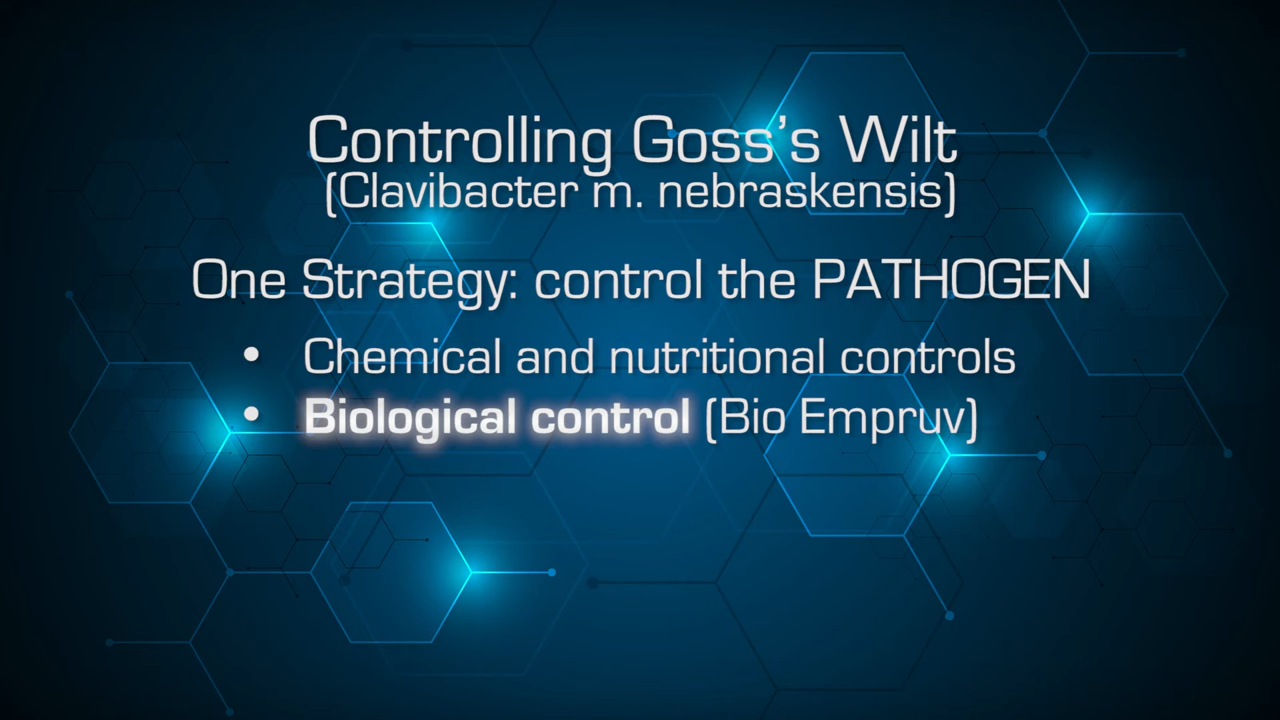 Controlling Goss’s Wilt
(Clavibacter m. nebraskensis)
One Strategy: control the PATHOGEN
• Chemical and nutritional controls
• Biological control (Bio Empruv)